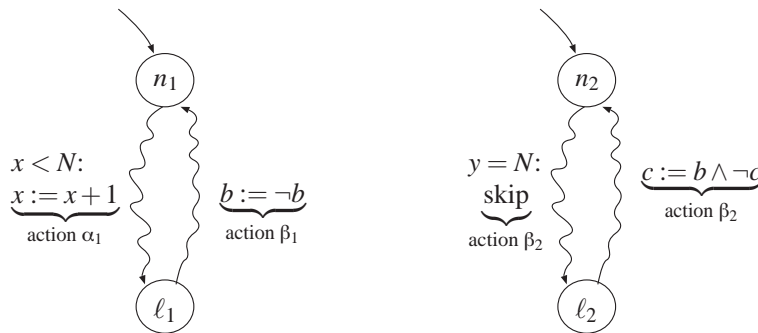 n₁
x < N:
x := x+1
action α₁
b := ¬b
action β₁
ℓ₁
n₂
y = N:
skip
action β₂
c := b ∧ ¬c
action β₂
ℓ₂